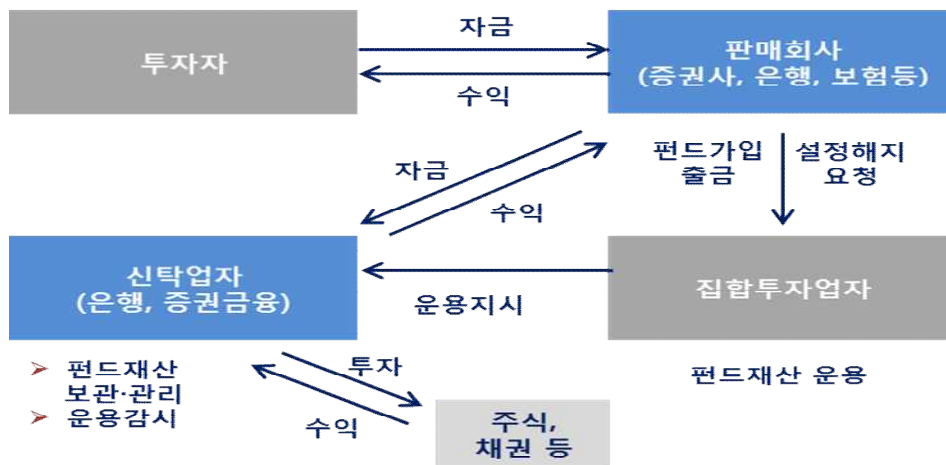 자금
투자자
판매회사
(증권사, 은행, 보험등)
수익
자금
수익
펀드가입
출금
설정해지
요청
신탁업자
(은행, 증권금융)
운용지시
집합투자업자
펀드재산
보관·관리
운용감시
투자
수익
펀드재산 운용
주식,
채권 등